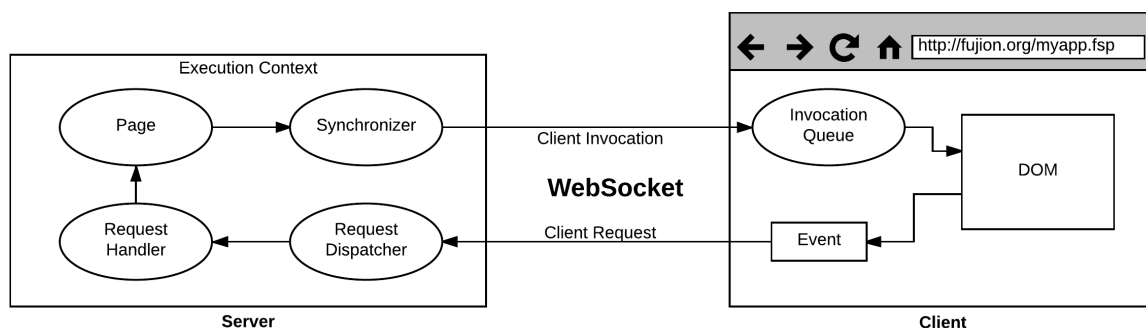 http://fujion.org/myapp.fsp
Execution Context
Page
Synchronizer
Client Invocation
Invocation
Queue
DOM
WebSocket
Request
Handler
Request
Dispatcher
Client Request
Event
Server
Client